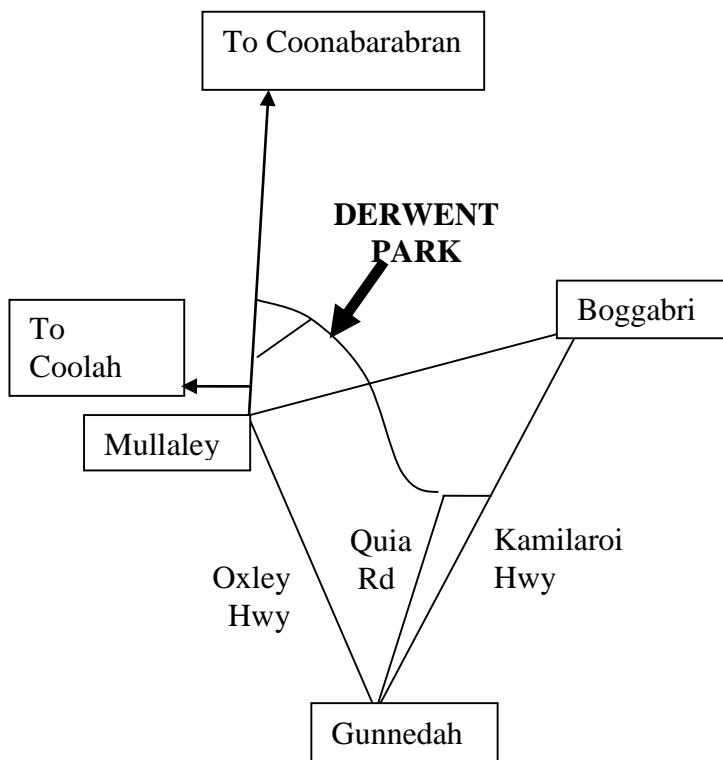 To Coonabarabran
DERWENT
PARK
Boggabri
To
Coolah
Mullaley
Quia
Rd
Kamilaroi
Hwy
Oxley
Hwy
Gunnedah